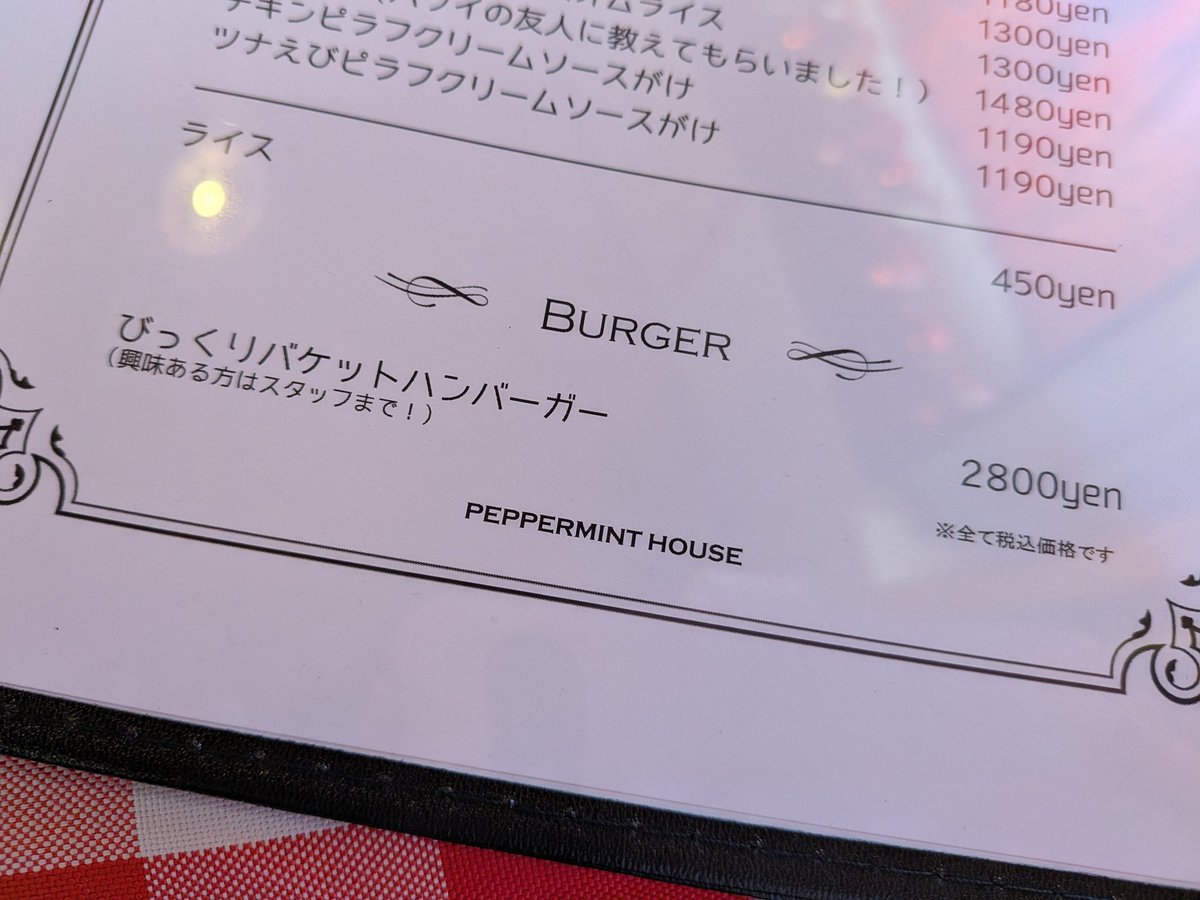 オムライス
ハワイの友人に教えてもらいました！）
チキンピラフクリームソースがけ
ツナえびピラフクリームソースがけ
1180yen
1300yen
1300yen
1480yen
1190yen
1190yen
ライス
450yen
BURGER
びっくりバケットハンバーガー
（興味ある方はスタッフまで！）
2800yen
PEPPERMINT HOUSE
※全て税込価格です